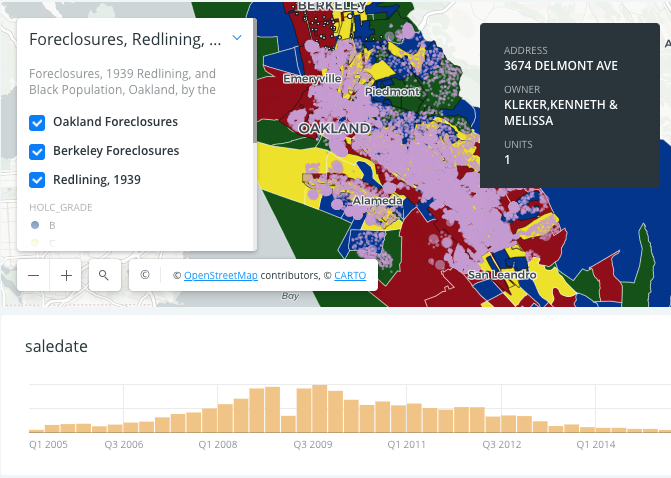 BERKELEY
Foreclosures, Redlining, ...
Foreclosures, 1939 Redlining, and
Black Population, Oakland, by the
Oakland Foreclosures
Berkeley Foreclosures
Redlining, 1939
HOLC_GRADE
B
C
Emeryville
Piedmont
OAKLAND
Alameda
San Leandro
ADDRESS
3674 DELMONT AVE
OWNER
KLEKER,KENNETH &
MELISSA
UNITS
1
A
© © OpenStreetMap contributors, © CARTO
Bay
saledate
Q1 2005 Q3 2006 Q1 2008 Q3 2009 Q1 2011 Q3 2012 Q1 2014